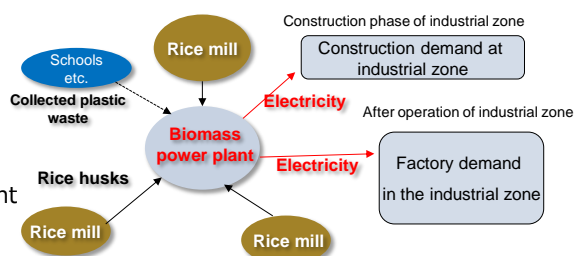 Construction phase of industrial zone
Rice mill
Construction demand at
industrial zone
Schools
etc.
Collected plastic
waste
Electricity
After operation of industrial zone
Biomass
power plant
Electricity
Factory demand
in the industrial zone
Rice husks
nt
Rice mill
Rice mill